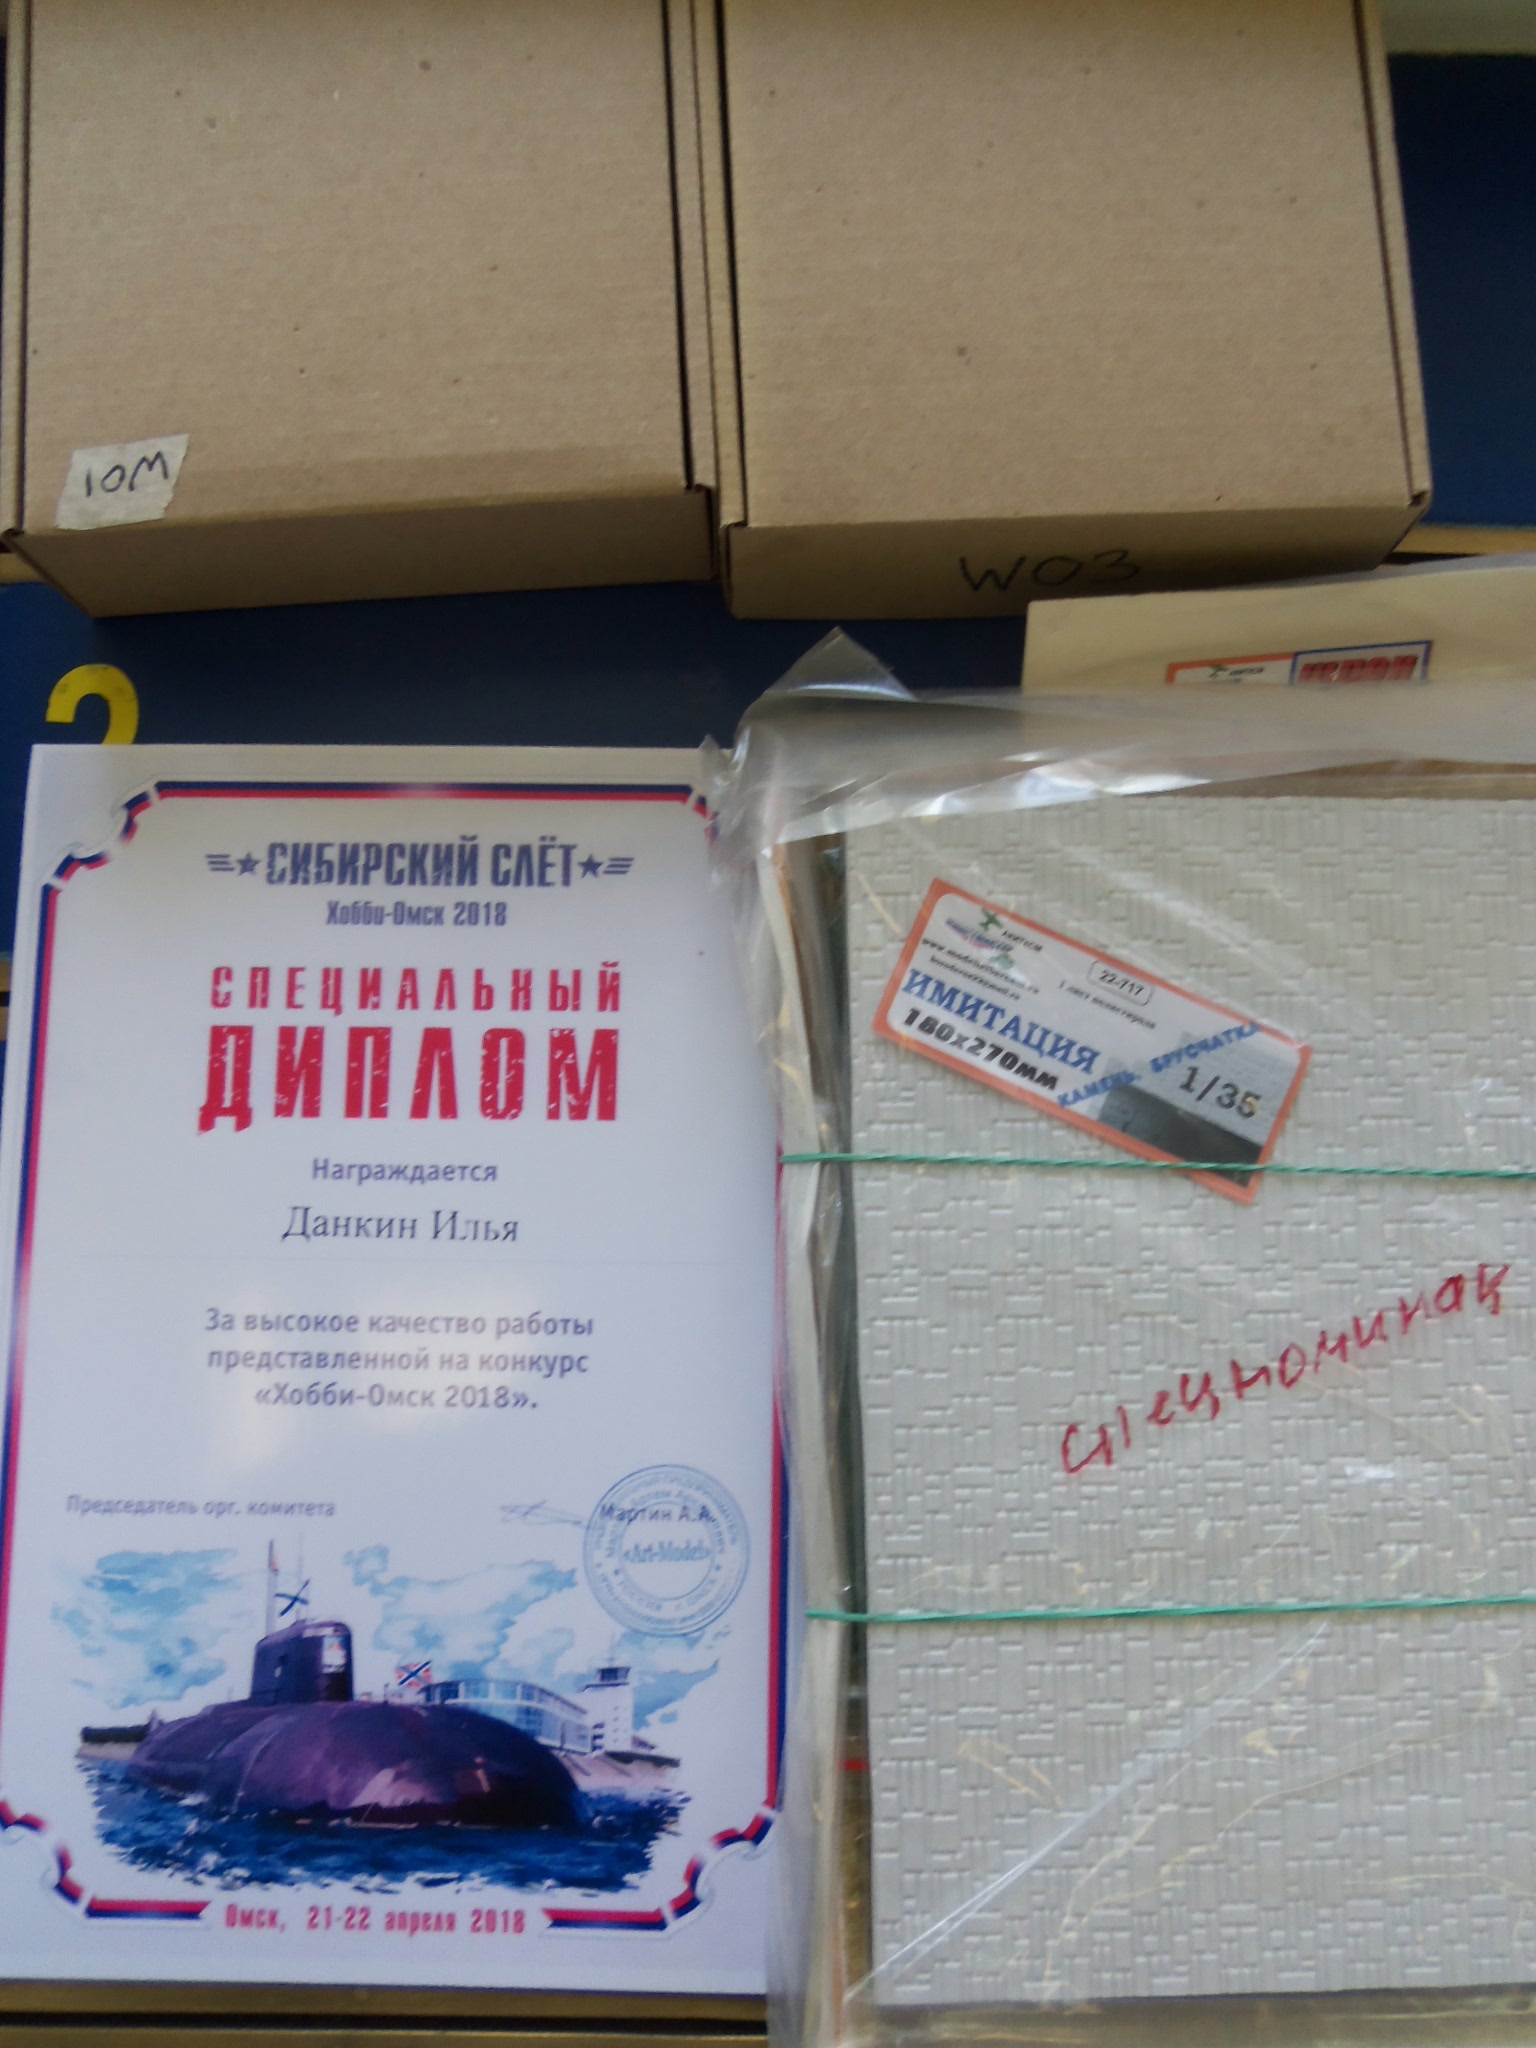 10M
W03
2
СИБИРСКИЙ СЛЁТ
Хобби-Омск 2018
СПЕЦИАЛЬНЫЙ
ДИПЛОМ
Награждается
Данкин Илья
За высокое качество работы
представленной на конкурс
«Хобби-Омск 2018».
Председатель орг. комитета
Мартин А.А.
«Art-Model»
Омск, 21-22 апреля 2018
22-717
ИМИТАЦИЯ
180x270мм
КАМЕНЬ, БРУСЧАТКА
1/35
спецноминац